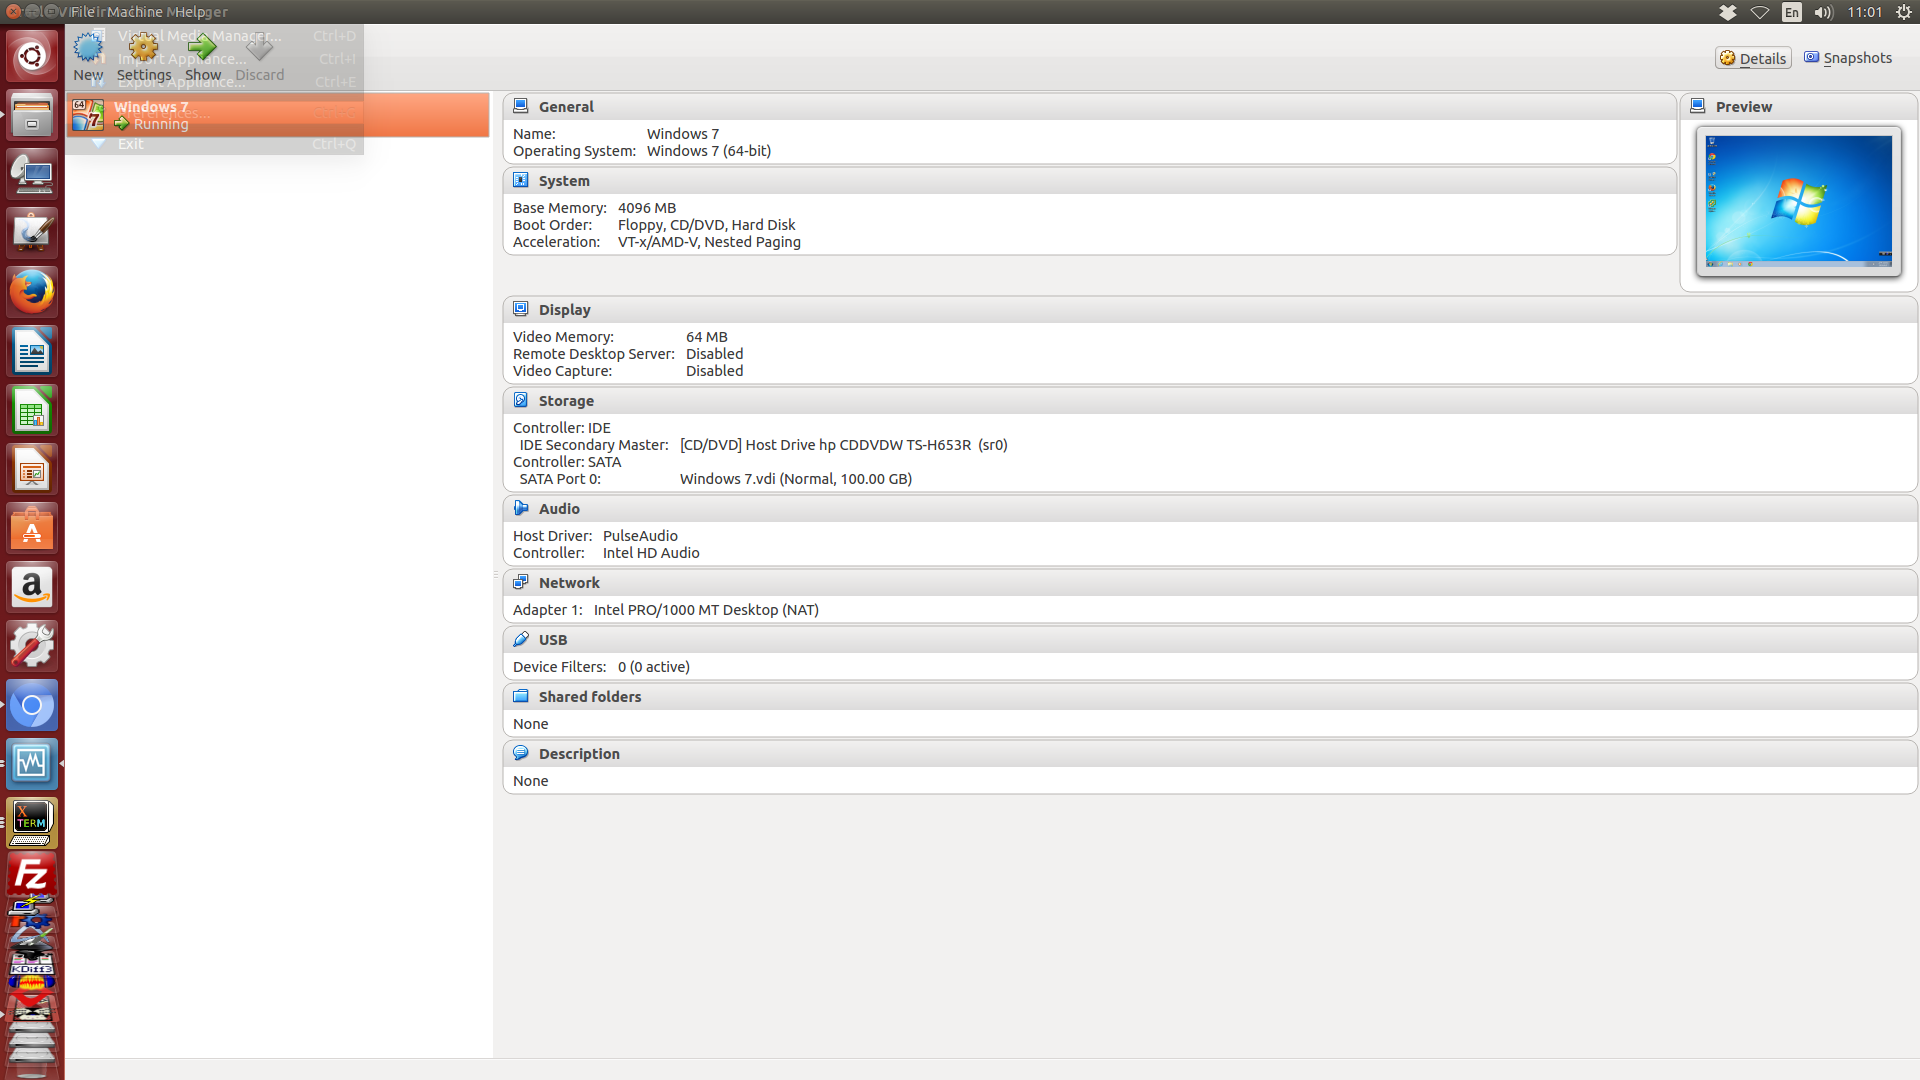 File Machine Help
En 11:01
Virtual Media Manager... Ctrl+D
Import Appliance... Ctrl+I
Export Appliance... Ctrl+E
New Settings Show Discard
Details Snapshots
64
7
Windows 7
Running
Exit Ctrl+Q
General
Name: Windows 7
Operating System: Windows 7 (64-bit)
Preview
System
Base Memory: 4096 MB
Boot Order: Floppy, CD/DVD, Hard Disk
Acceleration: VT-x/AMD-V, Nested Paging
Display
Video Memory: 64 MB
Remote Desktop Server: Disabled
Video Capture: Disabled
Storage
Controller: IDE
IDE Secondary Master: [CD/DVD] Host Drive hp CDDVDW TS-H653R (sr0)
Controller: SATA
SATA Port 0: Windows 7.vdi (Normal, 100.00 GB)
Audio
Host Driver: PulseAudio
Controller: Intel HD Audio
Network
Adapter 1: Intel PRO/1000 MT Desktop (NAT)
USB
Device Filters: 0 (0 active)
Shared folders
None
Description
None
X
TERM
Fz
KDiff3